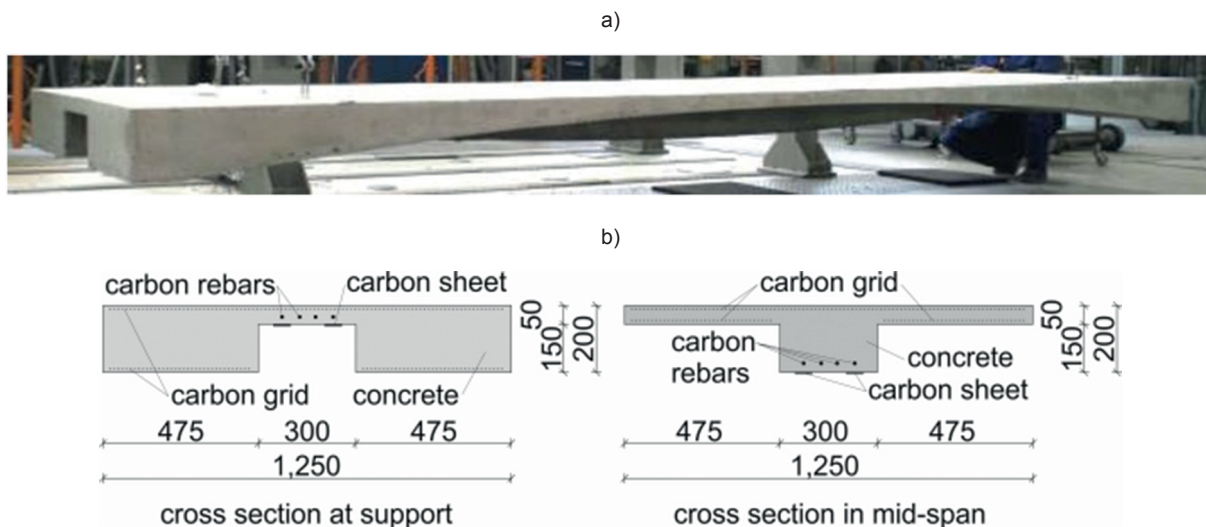 a)
b)
carbon rebars
carbon sheet
carbon grid
concrete
50
150
200
475
300
475
1,250
cross section at support
carbon grid
carbon
rebars
concrete
carbon sheet
50
150
200
475
300
475
1,250
cross section in mid-span